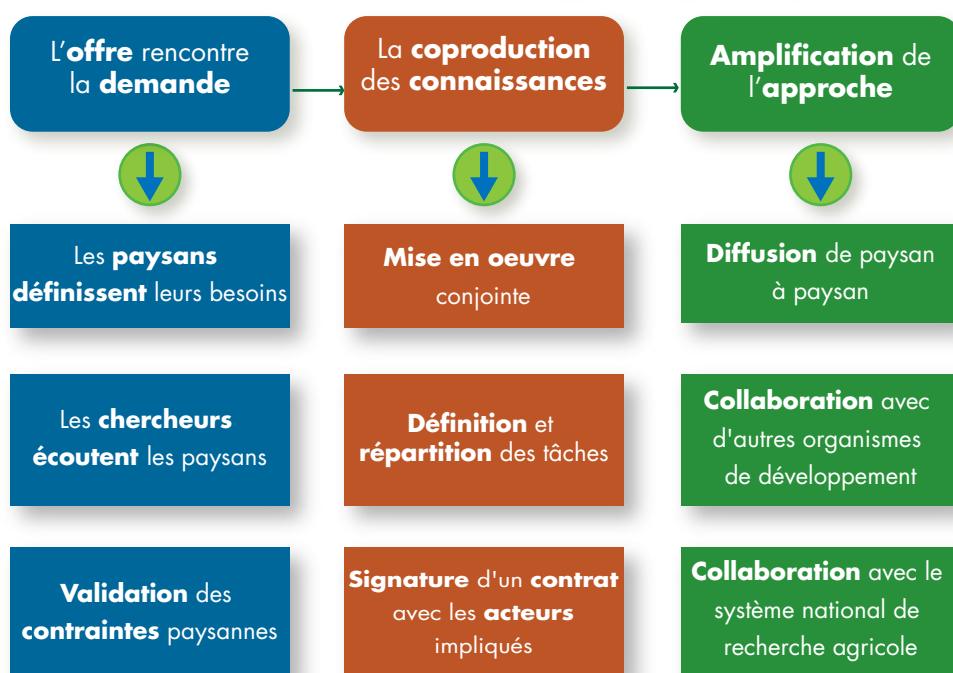 L'offre rencontre
la demande
La coproduction
des connaissances
Amplification de
l'approche
Les paysans
définissent leurs besoins
Mise en oeuvre
conjointe
Diffusion de paysan
à paysan
Les chercheurs
écoutent les paysans
Définition et
répartition des tâches
Collaboration avec
d'autres organismes
de développement
Validation des
contraintes paysannes
Signature d'un contrat
avec les acteurs
impliqués
Collaboration avec le
système national de
recherche agricole